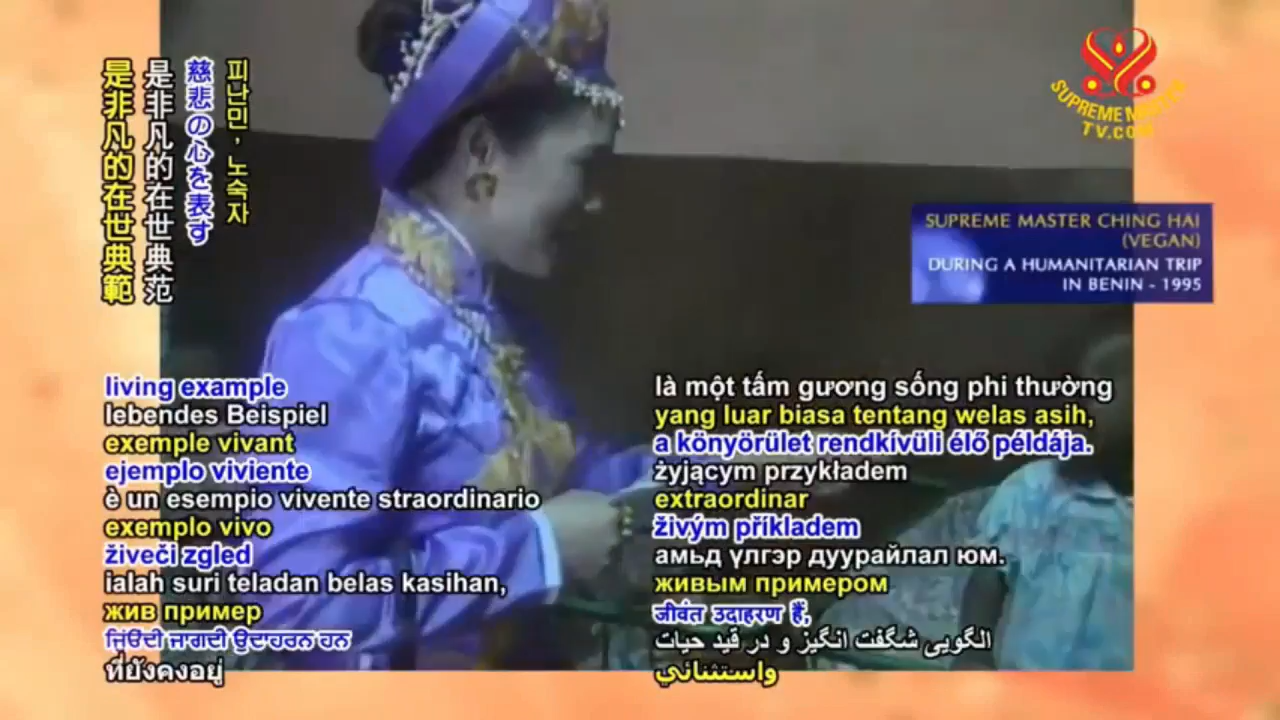 피난민, 노숙자
慈悲の心を表す
是非凡的在世典范
是非凡的在世典範
SUPREME MASTER
TV.COM
SUPREME MASTER CHING HAI
(VEGAN)
DURING A HUMANITARIAN TRIP
IN BENIN - 1995
living example
lebendes Beispiel
exemple vivant
ejemplo viviente
è un esempio vivente straordinario
exemplo vivo
živeči zgled
ialah suri teladan belas kasihan,
жив пример
ਜਿਓਂਦੀ ਜਾਗਦੀ ਉਦਾਹਰਨ ਹਨ
ที่ยังคงอยู่
là một tấm gương sống phi thường
yang luar biasa tentang welas asih,
a könyörület rendkívüli élő példája.
żyjącym przykładem
extraordinar
živým příkladem
амьд үлгэр дуурайлал юм.
живым примером
जीवंत उदाहरण हैं,
الگویی شگفت انگیز و در قید حیات
واستثنائي